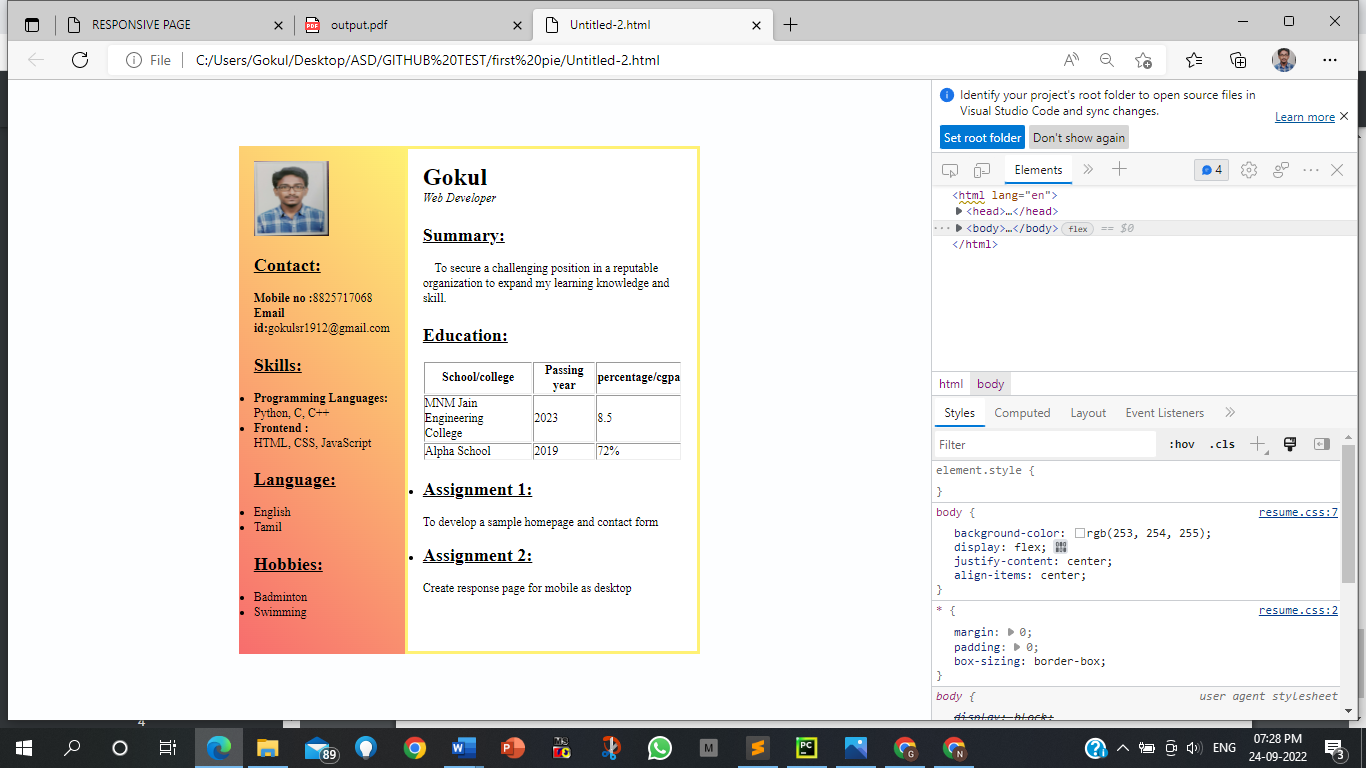 RESPONSIVE PAGE
output.pdf
Untitled-2.html
File
C:/Users/Gokul/Desktop/ASD/GITHUB%20TEST/first%20pie/Untitled-2.html
Gokul
Web Developer
Summary:
To secure a challenging position in a reputable
organization to expand my learning knowledge and
skill.
Education:
School/college Passing year percentage/cgpa
MNM Jain Engineering College 2023 8.5
Alpha School 2019 72%
Assignment 1:
To develop a sample homepage and contact form
Assignment 2:
Create response page for mobile as desktop
Contact:
Mobile no :8825717068
Email
id:gokulsr1912@gmail.com
Skills:
Programming Languages:
Python, C, C++
Frontend :
HTML, CSS, JavaScript
Language:
English
Tamil
Hobbies:
Badminton
Swimming
Identify your project's root folder to open source files in
Visual Studio Code and sync changes.
Learn more
Set root folder Don't show again
Elements
4
<html lang="en">
<head>…</head>
<body>…</body> flex == $0
</html>
html body
Styles Computed Layout Event Listeners
Filter
:hov .cls
element.style {
}
body { resume.css:7
background-color: rgb(253, 254, 255);
display: flex;
justify-content: center;
align-items: center;
}
* { resume.css:2
margin: 0;
padding: 0;
box-sizing: border-box;
}
body { user agent stylesheet
display: block;
4
89
ENG
07:28 PM
24-09-2022
3